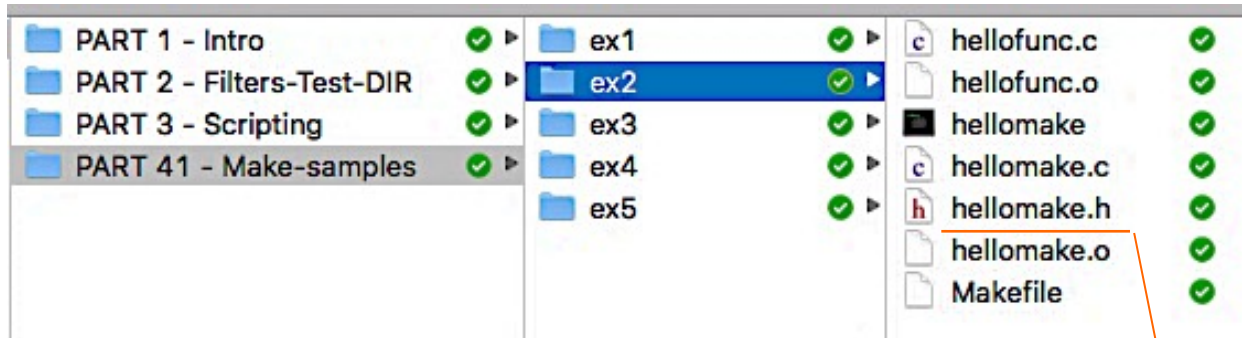 PART 1 - Intro
PART 2 - Filters-Test-DIR
PART 3 - Scripting
PART 41 - Make-samples
ex1
ex2
ex3
ex4
ex5
c hellofunc.c
hellofunc.o
hellomake
c hellomake.c
h hellomake.h
hellomake.o
Makefile